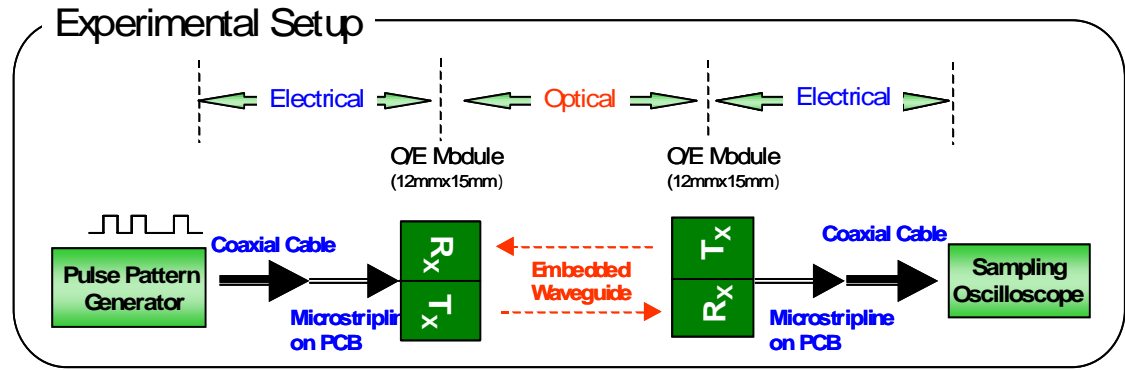 Experimental Setup
Electrical
Optical
Electrical
O/E Module
(12mmx15mm)
O/E Module
(12mmx15mm)
Pulse Pattern
Generator
Coaxial Cable
Microstripline
on PCB
Rx
Tx
Embedded
Waveguide
Tx
Rx
Coaxial Cable
Microstripline
on PCB
Sampling
Oscilloscope